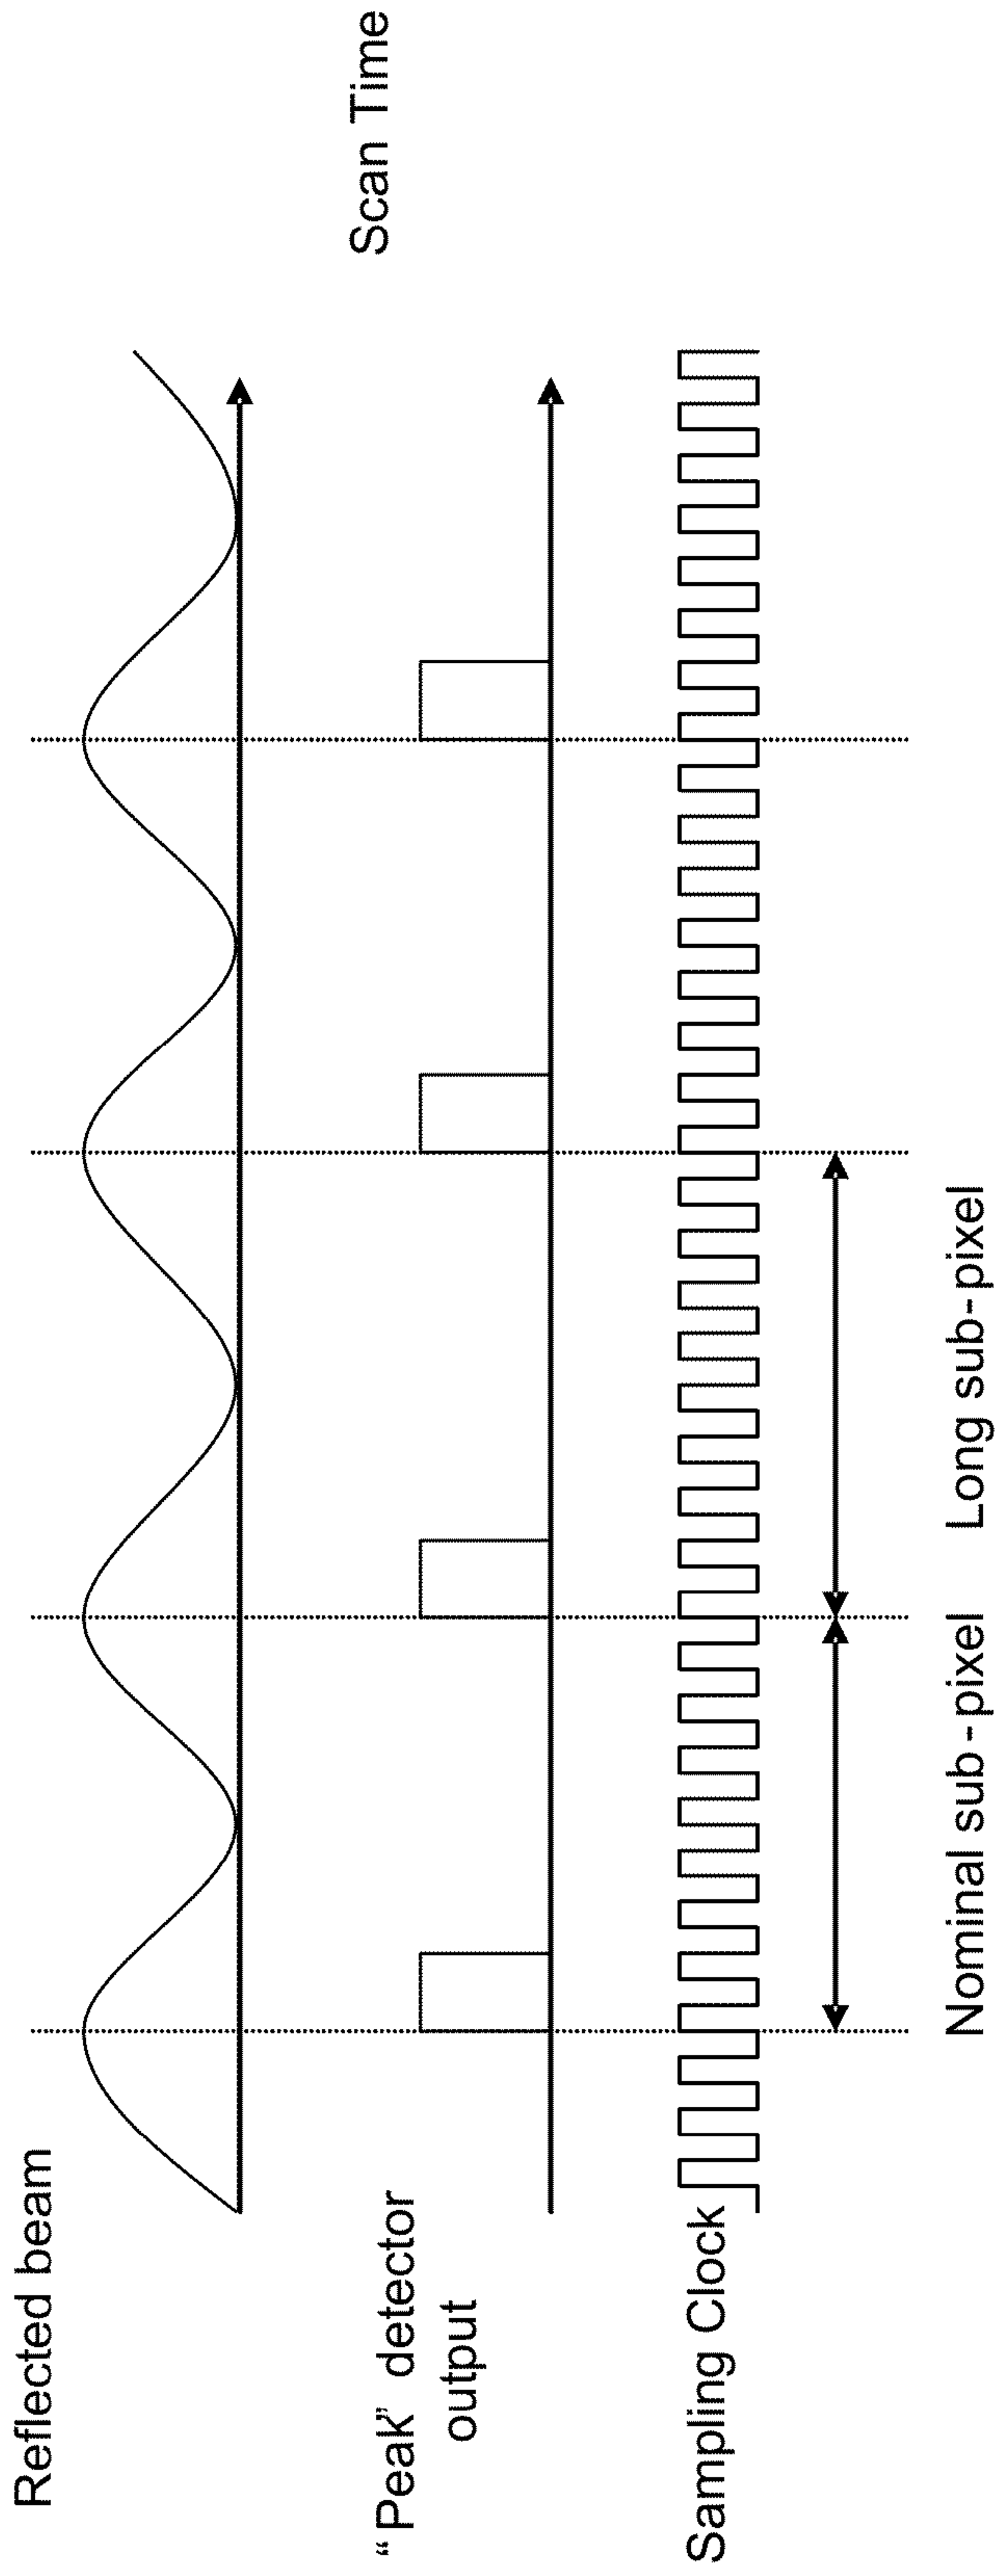 Reflected beam
Scan Time
“Peak” detector
output
Sampling Clock
Nominal sub-pixel
Long sub-pixel